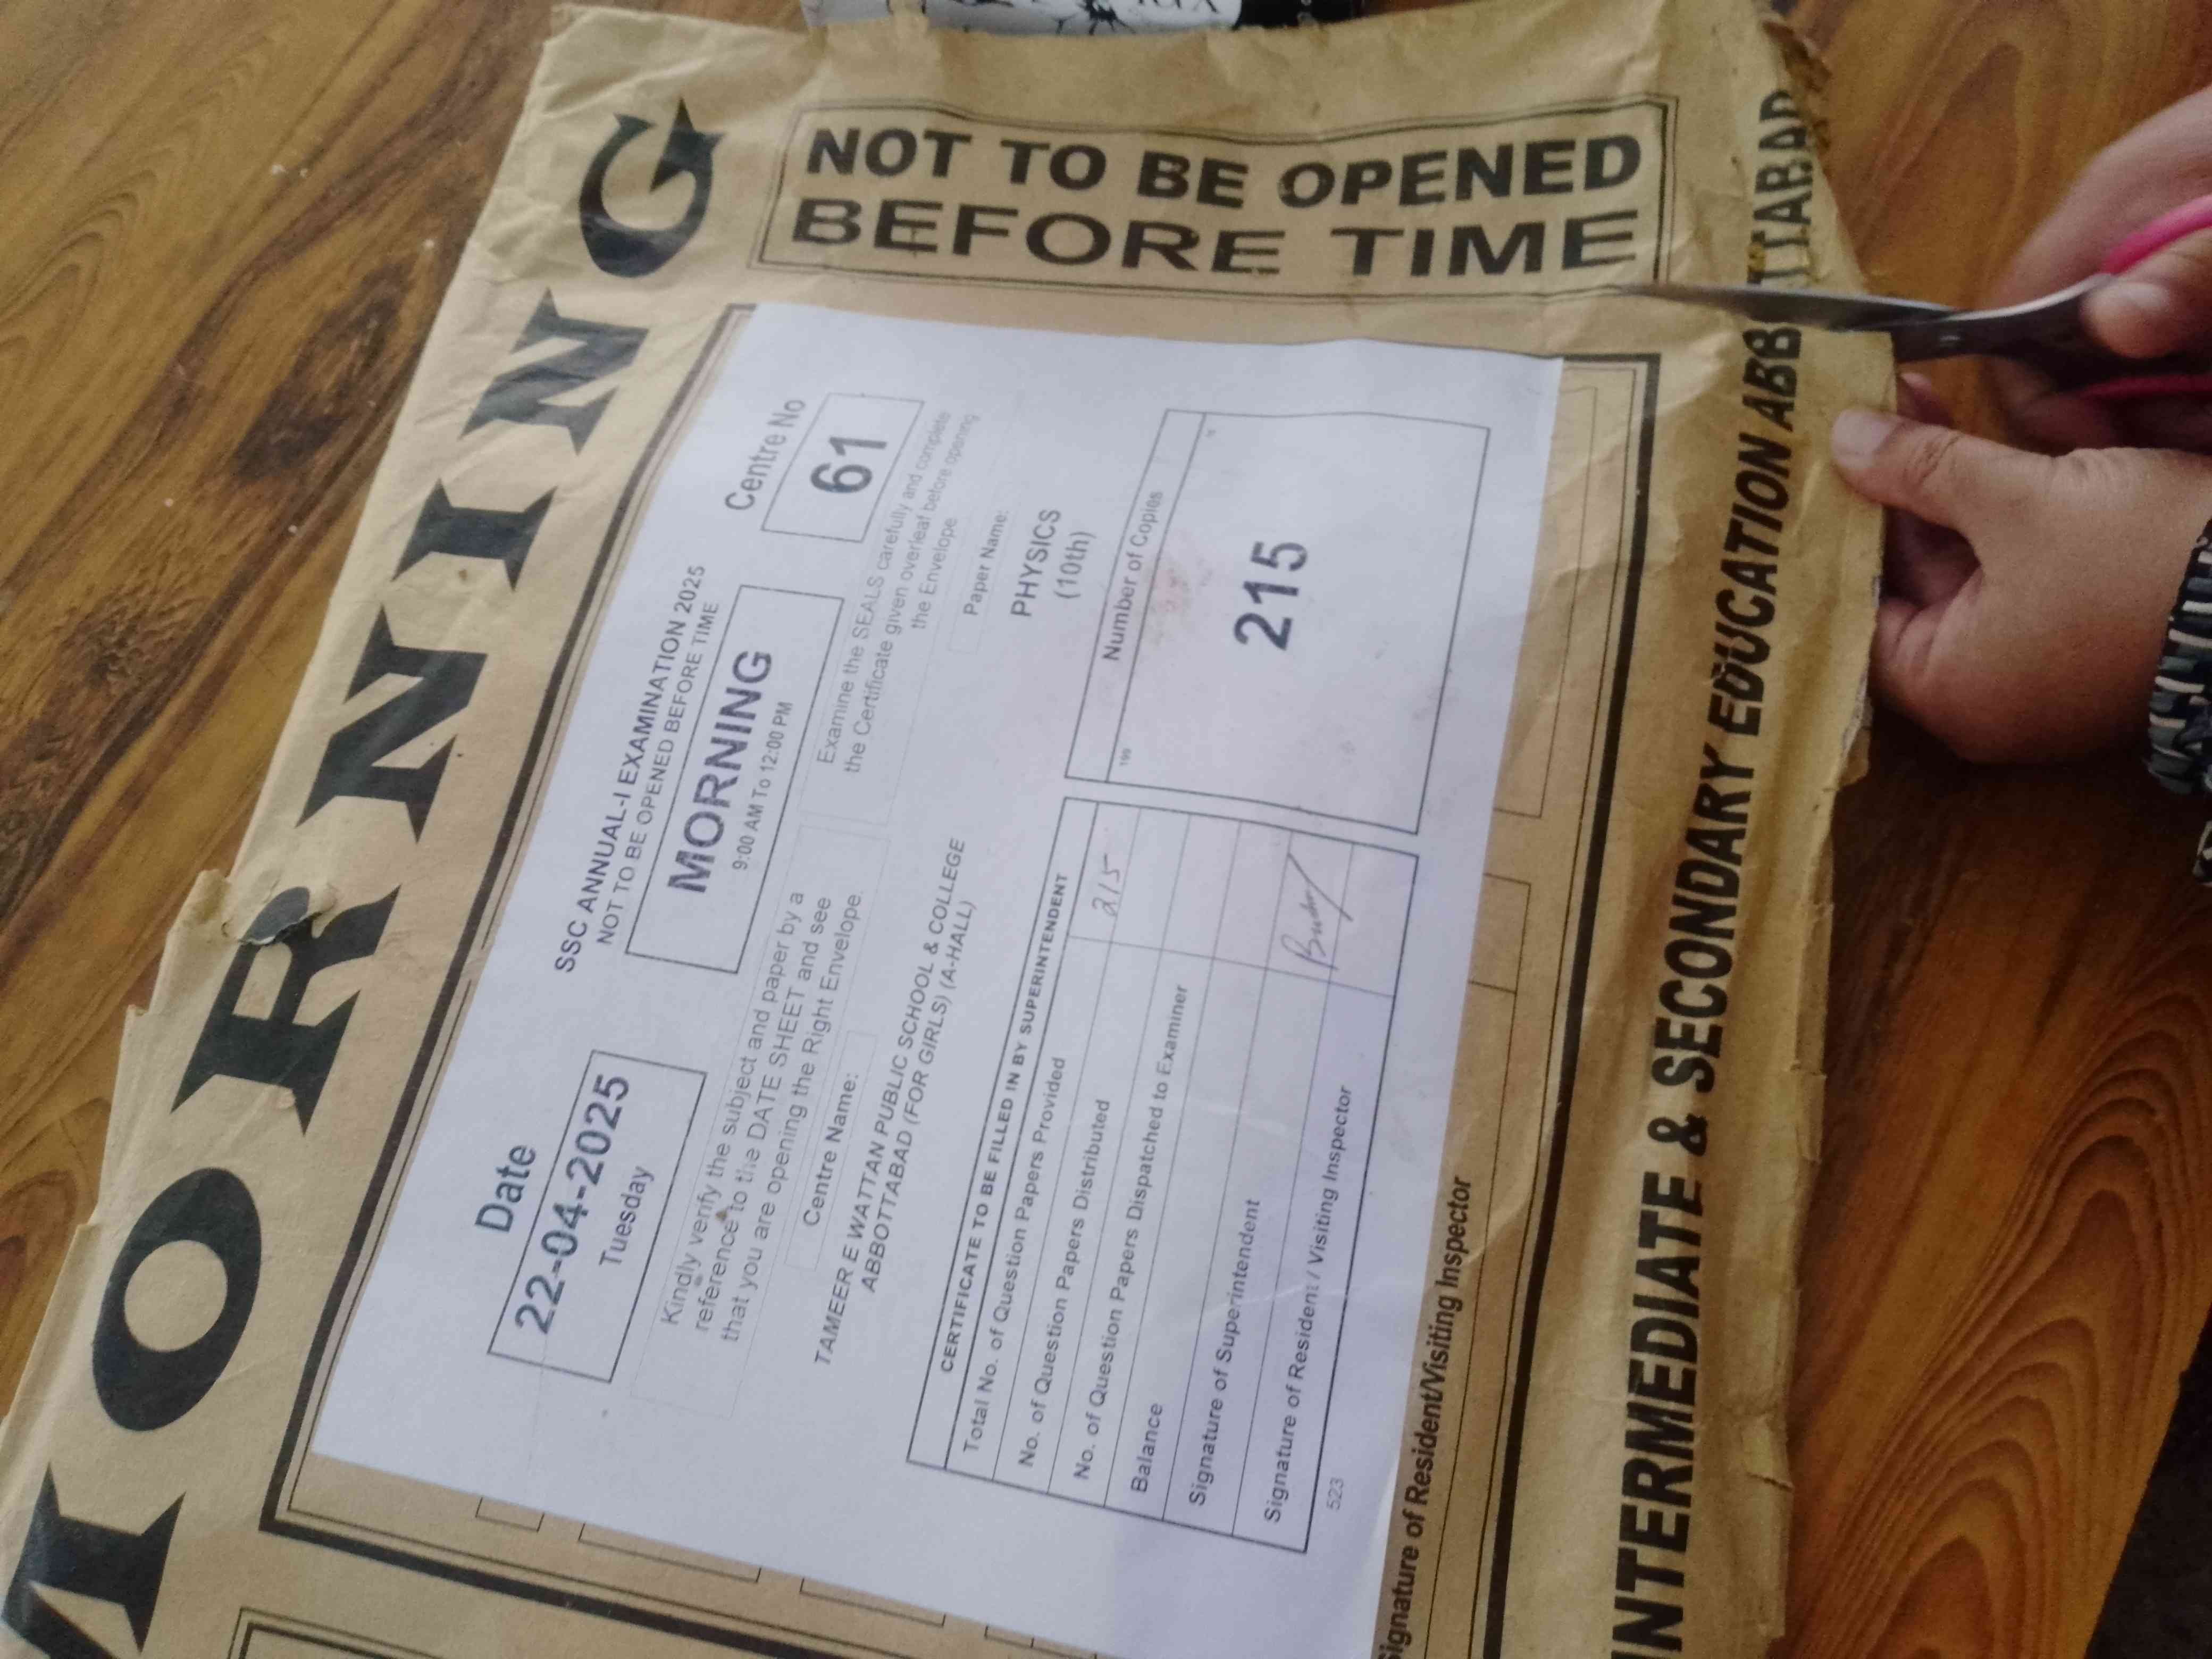 MORNING
NOT TO BE OPENED
BEFORE TIME
SSC ANNUAL-I EXAMINATION 2025
NOT TO BE OPENED BEFORE TIME
Date
22-04-2025
Tuesday
MORNING
9:00 AM To 12:00 PM
Centre No
61
Kindly verify the subject and paper by a
reference to the DATE SHEET and see
that you are opening the Right Envelope.
Examine the SEALS carefully and complete
the Certificate given overleaf before opening
the Envelope
Centre Name:
TAMEER E WATTAN PUBLIC SCHOOL & COLLEGE
ABBOTTABAD (FOR GIRLS) (A-HALL)
Paper Name:
PHYSICS
(10th)
CERTIFICATE TO BE FILLED IN BY SUPERINTENDENT
Total No. of Question Papers Provided 215
No. of Question Papers Distributed
No. of Question Papers Dispatched to Examiner
Balance
Signature of Superintendent
Signature of Resident / Visiting Inspector
523
Number of Copies
199
215
Signature of Resident/Visiting Inspector
INTERMEDIATE & SECONDARY EDUCATION ABB TTABAD